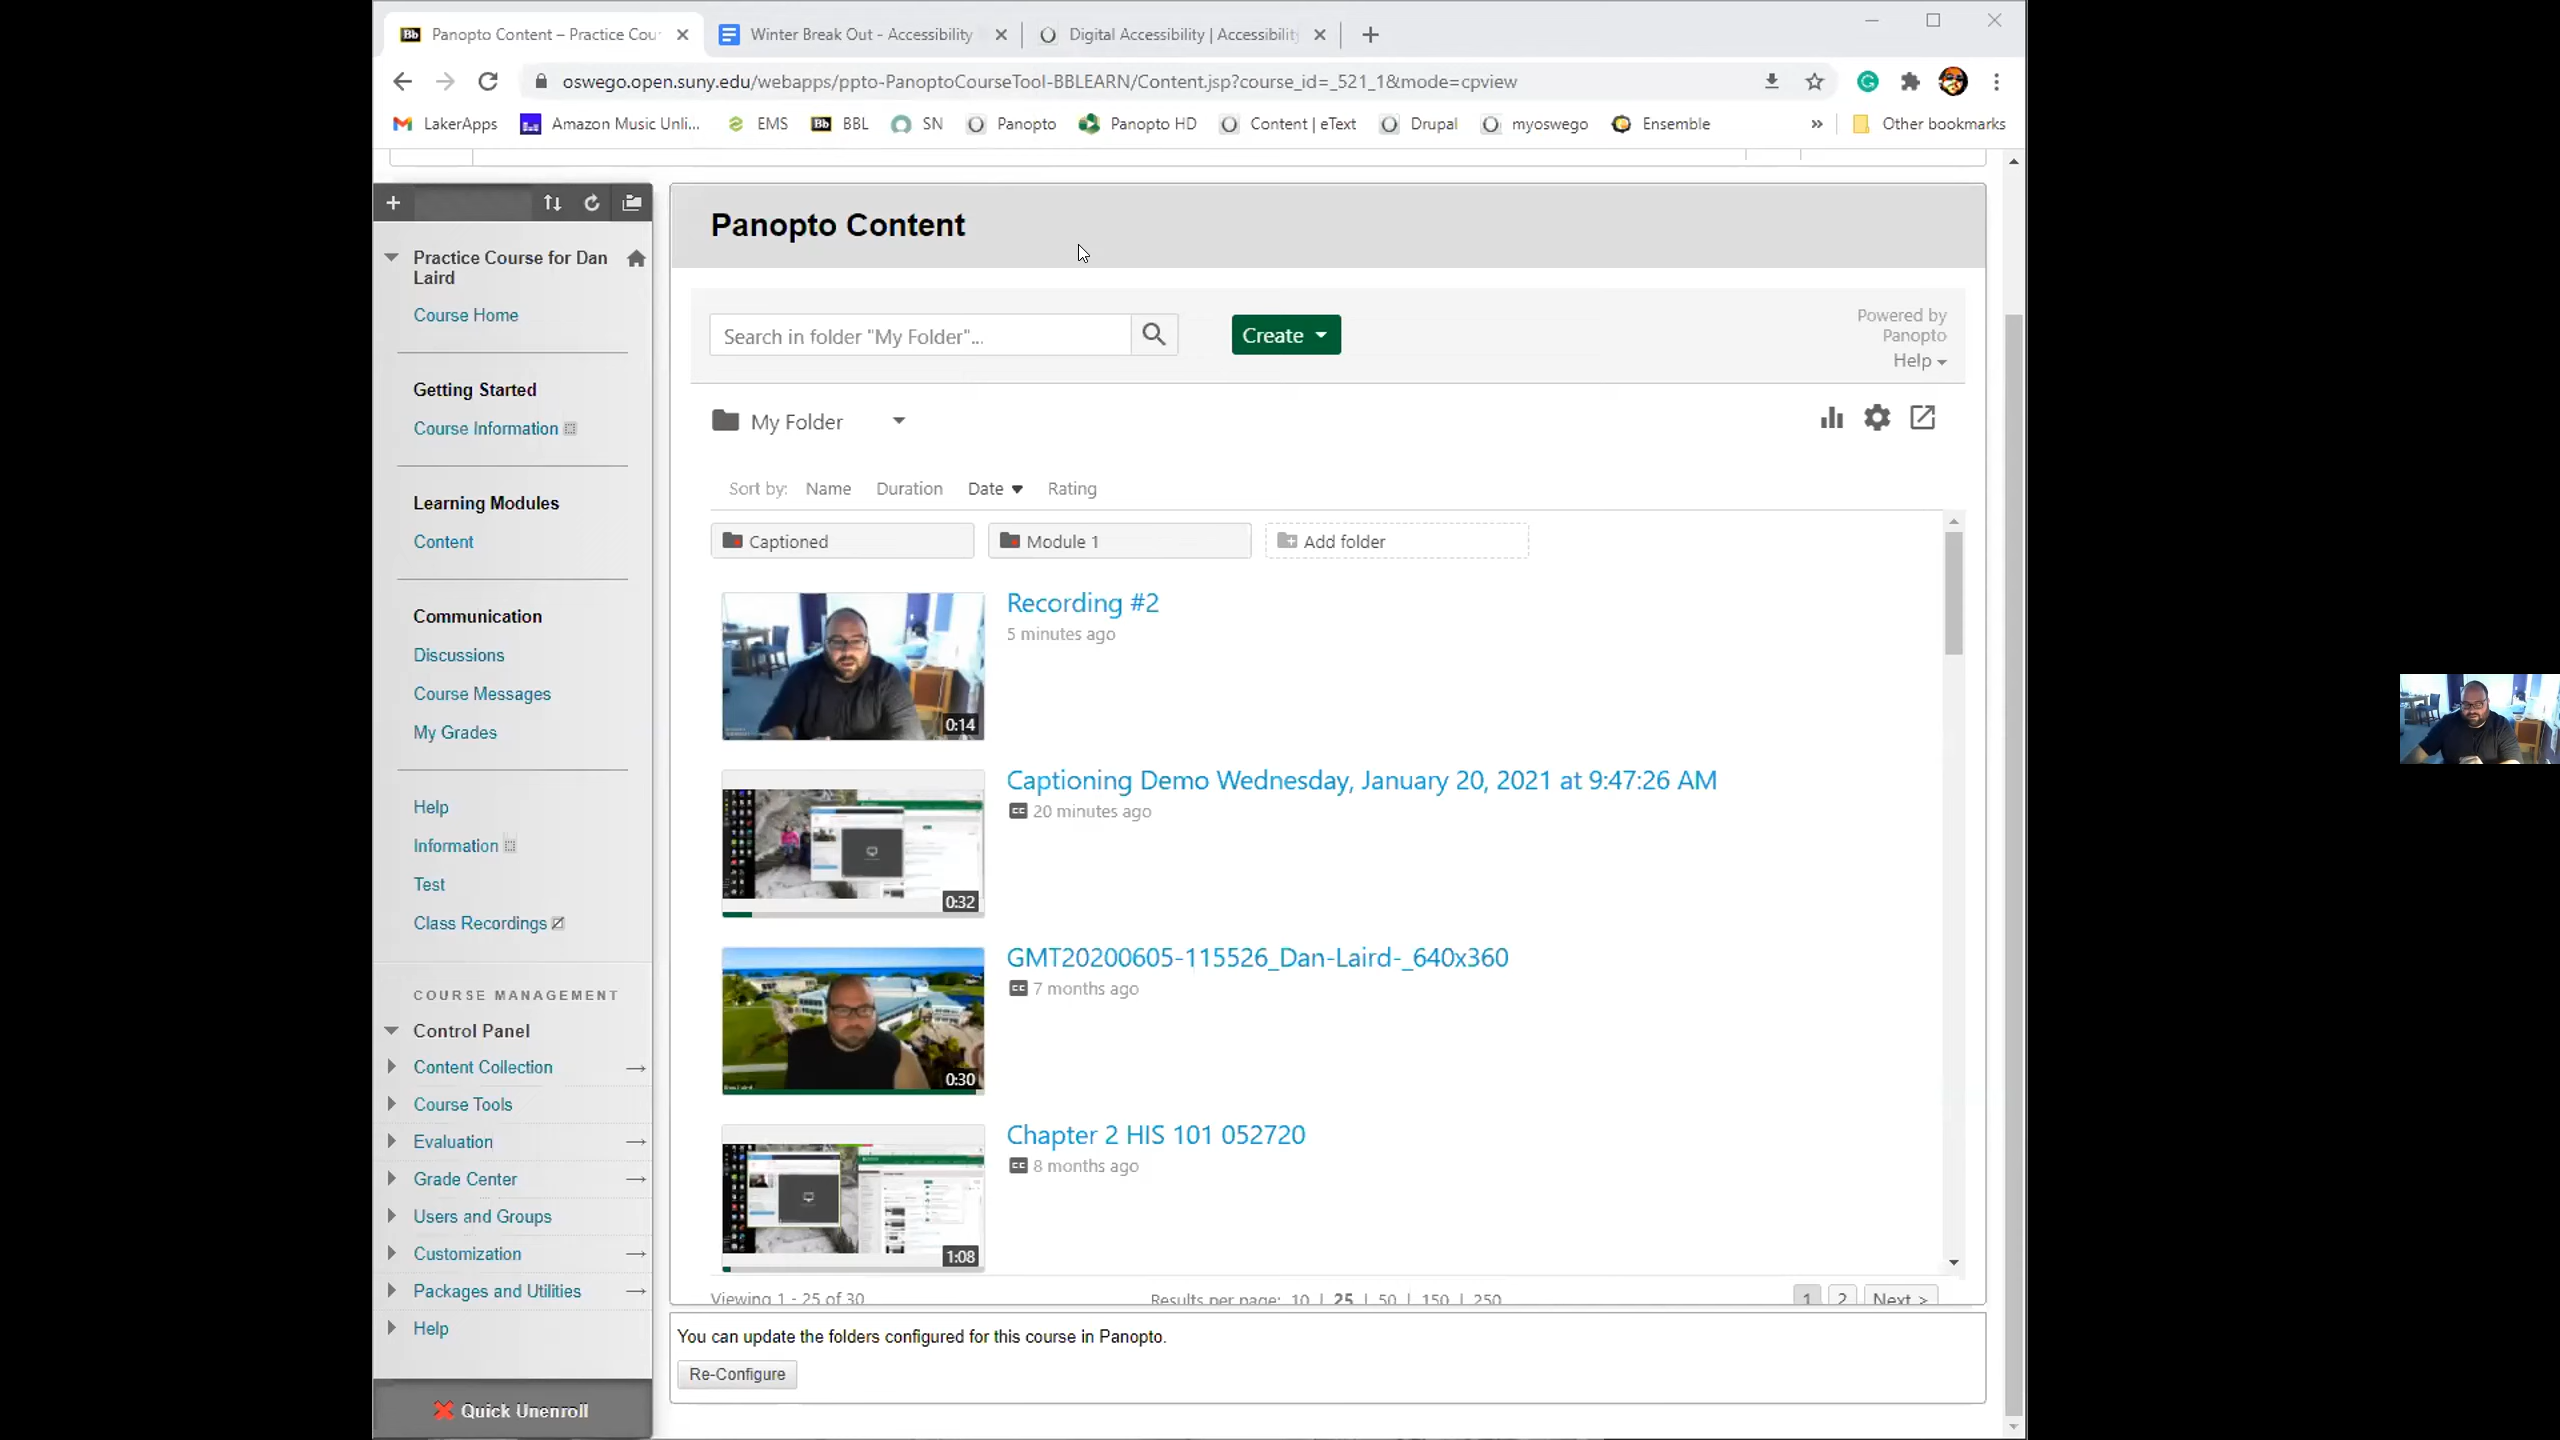 Panopto Content – Practice Cou
Winter Break Out - Accessibility
Digital Accessibility | Accessibilit
oswego.open.suny.edu/webapps/ppto-PanoptoCourseTool-BBLEARN/Content.jsp?course_id=_521_1&mode=cpview
LakerApps
Amazon Music Unli...
EMS
BBL
SN
Panopto
Panopto HD
Content | eText
Drupal
myoswego
Ensemble
»
Other bookmarks
Practice Course for Dan
Laird
Course Home
Getting Started
Course Information
Learning Modules
Content
Communication
Discussions
Course Messages
My Grades
Help
Information
Test
Class Recordings
COURSE MANAGEMENT
Control Panel
Content Collection
Course Tools
Evaluation
Grade Center
Users and Groups
Customization
Packages and Utilities
Help
Quick Unenroll
Panopto Content
Search in folder "My Folder"...
Create
Powered by
Panopto
Help
My Folder
Sort by: Name Duration Date Rating
Captioned
Module 1
Add folder
Recording #2
5 minutes ago
0:14
Captioning Demo Wednesday, January 20, 2021 at 9:47:26 AM
CC 20 minutes ago
0:32
GMT20200605-115526_Dan-Laird-_640x360
CC 7 months ago
0:30
Chapter 2 HIS 101 052720
CC 8 months ago
1:08
Viewing 1 - 25 of 30
Results per page: 10 | 25 | 50 | 150 | 250
1 2 Next >
You can update the folders configured for this course in Panopto.
Re-Configure